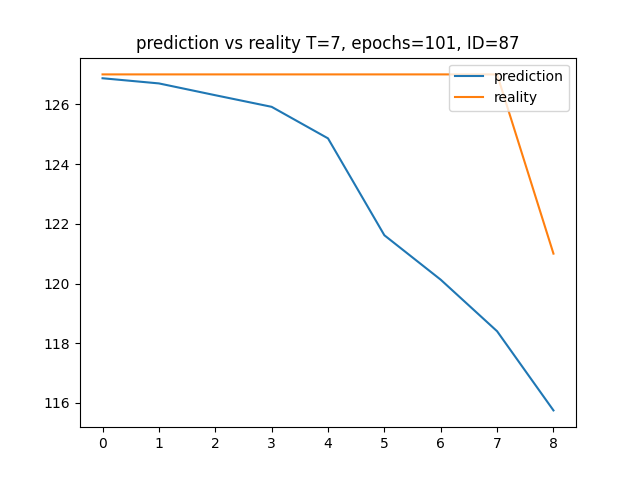 prediction vs reality T=7, epochs=101, ID=87
prediction
reality
126
124
122
120
118
116
0 1 2 3 4 5 6 7 8